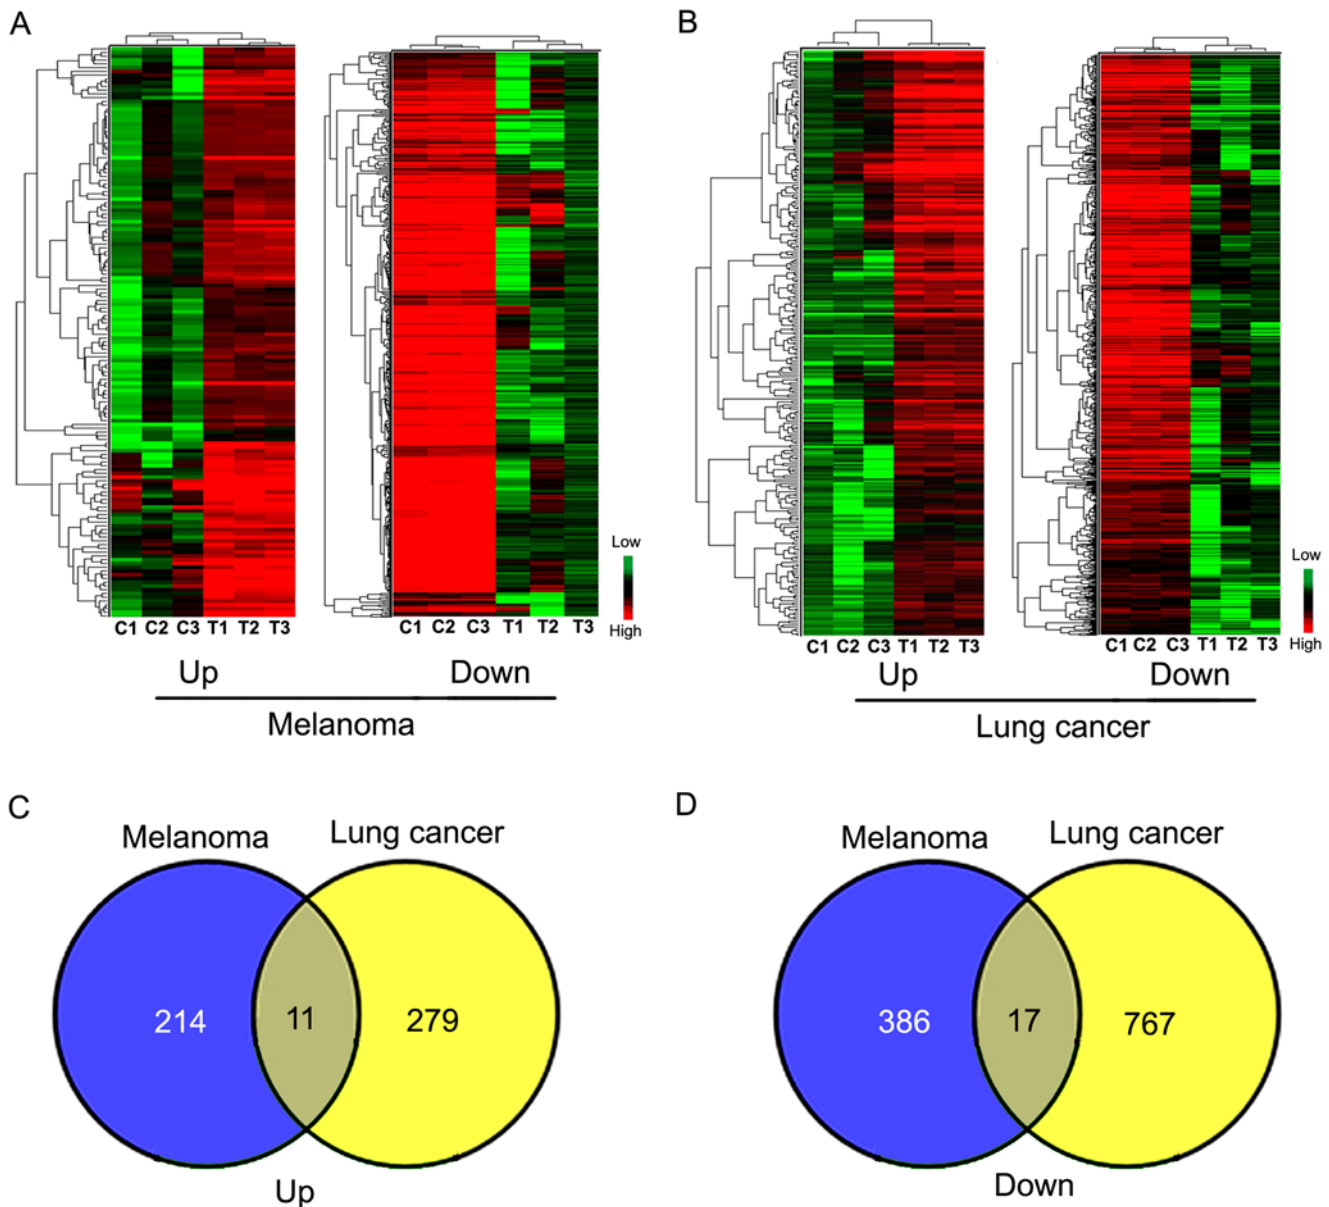 A
B
Low
High
C1 C2 C3 T1 T2 T3
C1 C2 C3 T1 T2 T3
Up
Down
Melanoma
Low
High
C1 C2 C3 T1 T2 T3
C1 C2 C3 T1 T2 T3
Up
Down
Lung cancer
C
Melanoma
Lung cancer
214
11
279
Up
D
Melanoma
Lung cancer
386
17
767
Down